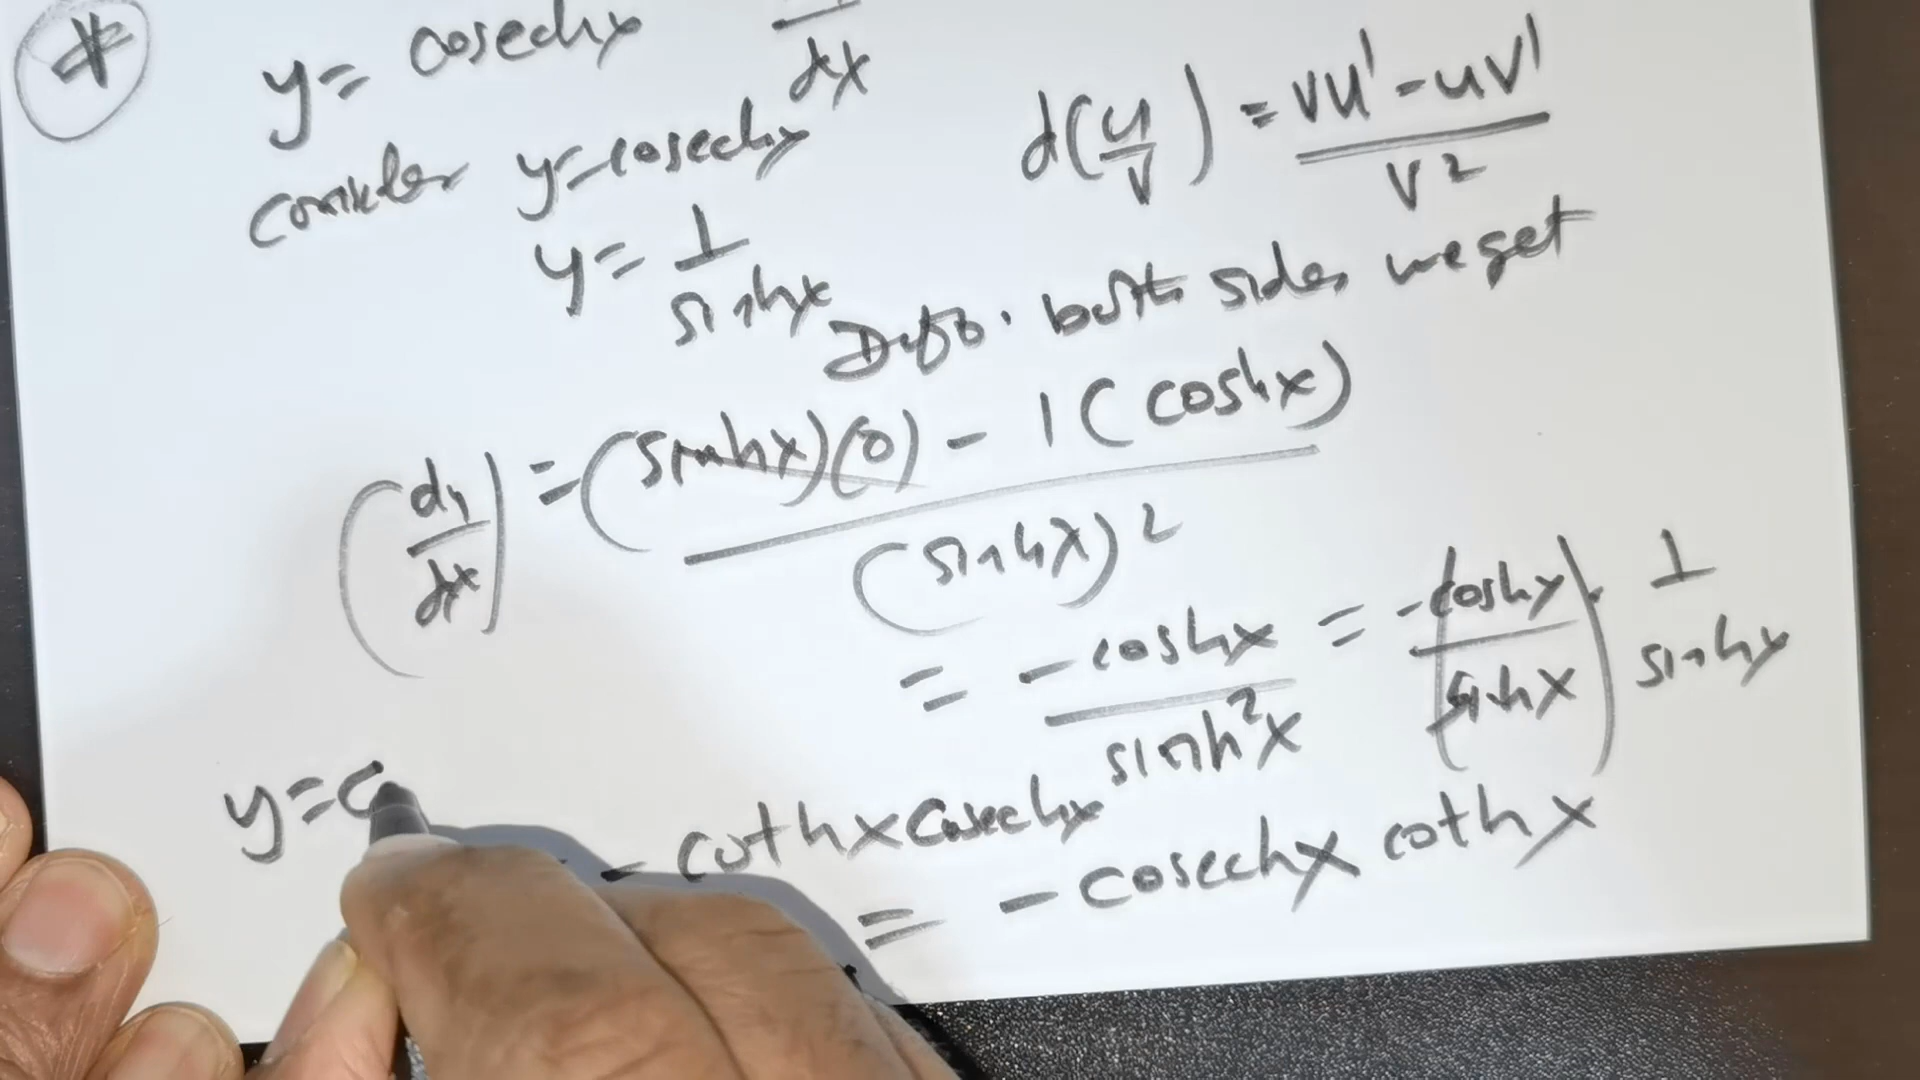 y = cosechx
dx
consider y = cosechx
d(u/v) = vu' - uv' / v²
y = 1 / sinhx
Diff. both sides we get
(dy/dx) = (sinhx)(0) - 1(coshx) / (sinhx)²
= -coshx / sinh²x = (-coshx / sinhx) . 1 / sinhx
- cothx cosechx
= - cosechx cothx
y = c